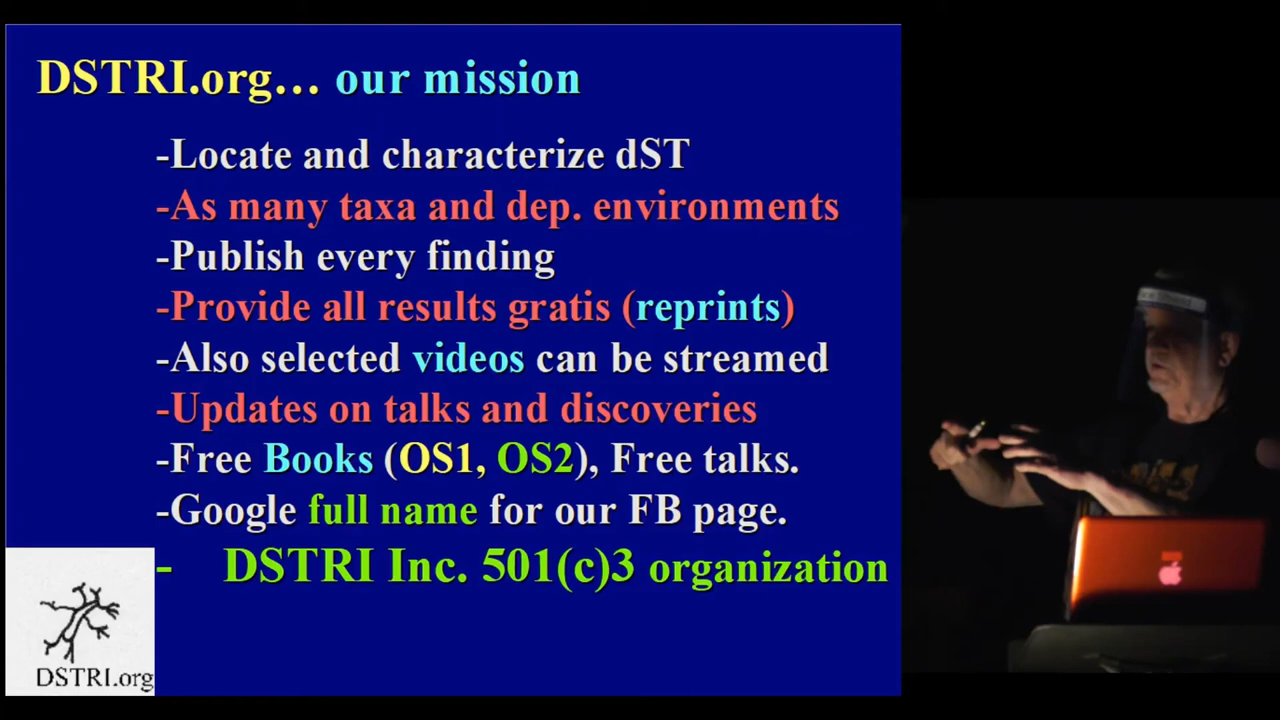 DSTRI.org… our mission
-Locate and characterize dST
-As many taxa and dep. environments
-Publish every finding
-Provide all results gratis (reprints)
-Also selected videos can be streamed
-Updates on talks and discoveries
-Free Books (OS1, OS2), Free talks.
-Google full name for our FB page.
- DSTRI Inc. 501(c)3 organization
DSTRI.org